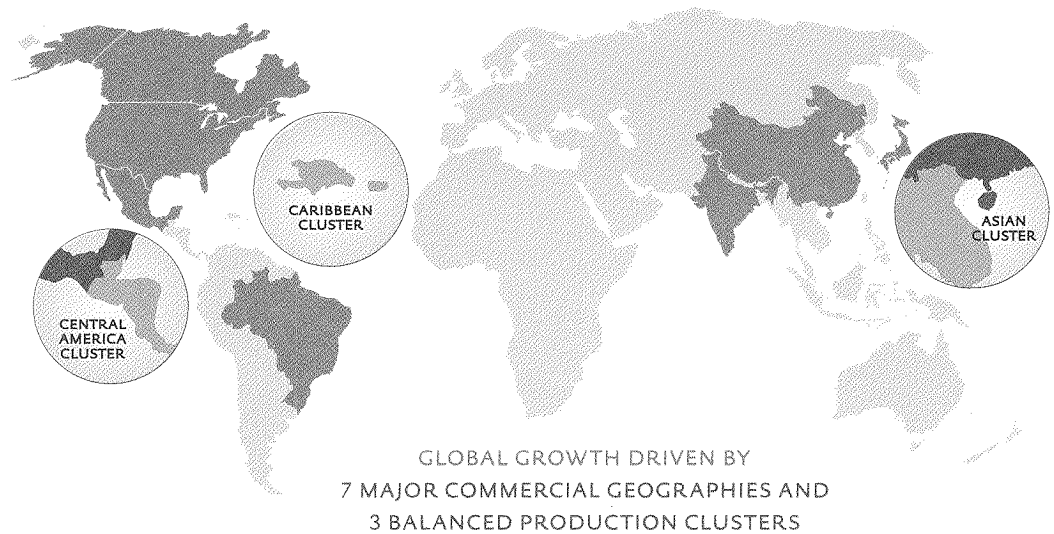 CARIBBEAN
CLUSTER
ASIAN
CLUSTER
CENTRAL
AMERICA
CLUSTER
GLOBAL GROWTH DRIVEN BY
7 MAJOR COMMERCIAL GEOGRAPHIES AND
3 BALANCED PRODUCTION CLUSTERS